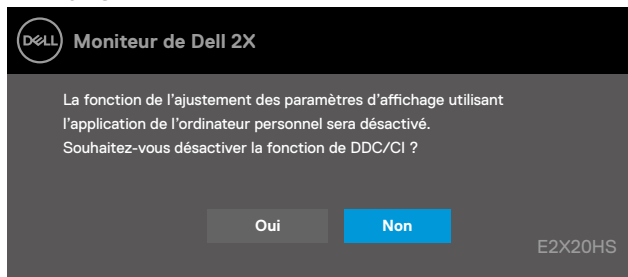 DELL Moniteur de Dell 2X
La fonction de l'ajustement des paramètres d'affichage utilisant
l'application de l'ordinateur personnel sera désactivé.
Souhaitez-vous désactiver la fonction de DDC/CI ?
Oui Non
E2X20HS